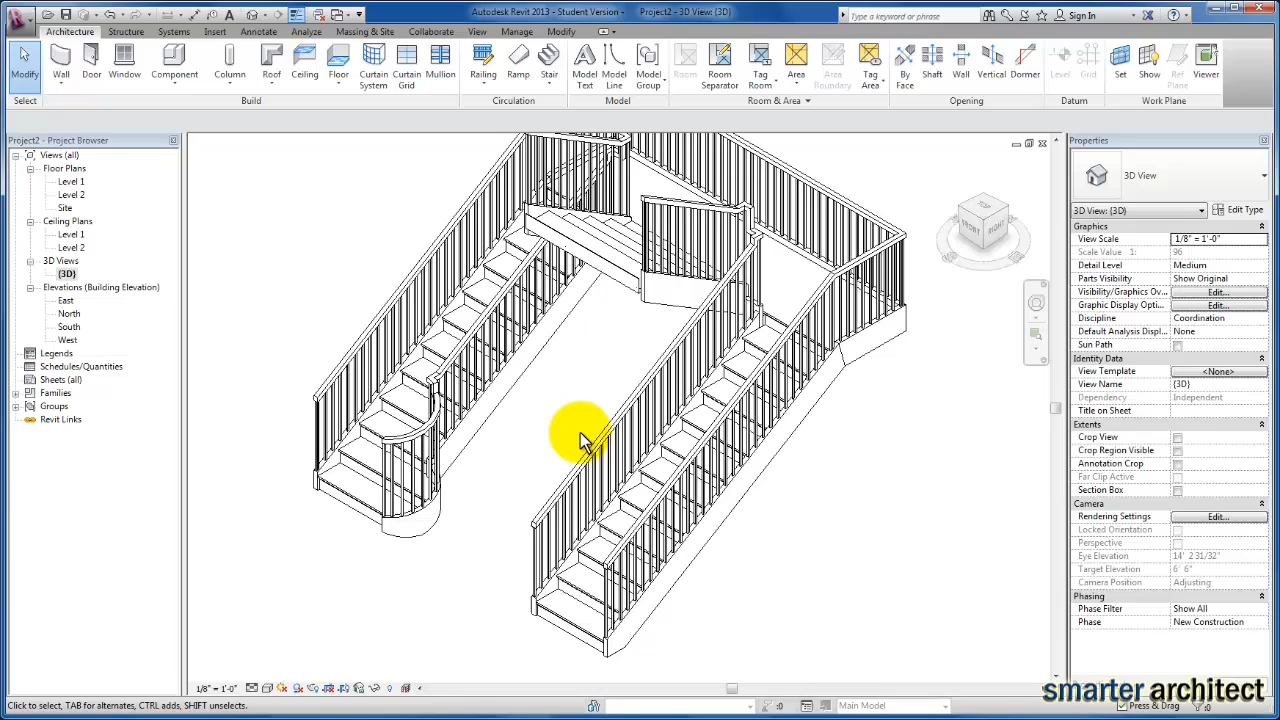 Autodesk Revit 2013 - Student Version - Project2 - 3D View: {3D}
Type a keyword or phrase
Sign In
Architecture Structure Systems Insert Annotate Analyze Massing & Site Collaborate View Manage Modify
Modify Wall Door Window Component Column Roof Ceiling Floor Curtain System Curtain Grid Mullion Railing Ramp Stair Model Text Model Line Model Group Room Room Separator Tag Room Area Area Boundary Tag Area By Face Shaft Wall Vertical Dormer Level Grid Set Show Ref Plane Viewer
Select Build Circulation Model Room & Area Opening Datum Work Plane
Project2 - Project Browser
Views (all)
Floor Plans
Level 1
Level 2
Site
Ceiling Plans
Level 1
Level 2
3D Views
{3D}
Elevations (Building Elevation)
East
North
South
West
Legends
Schedules/Quantities
Sheets (all)
Families
Groups
Revit Links
TOP
FRONT
RIGHT
Properties
3D View
3D View: {3D} Edit Type
Graphics
View Scale 1/8" = 1'-0"
Scale Value 1: 96
Detail Level Medium
Parts Visibility Show Original
Visibility/Graphics Ov... Edit...
Graphic Display Opti... Edit...
Discipline Coordination
Default Analysis Displ... None
Sun Path
Identity Data
View Template <None>
View Name {3D}
Dependency Independent
Title on Sheet
Extents
Crop View
Crop Region Visible
Annotation Crop
Far Clip Active
Section Box
Camera
Rendering Settings Edit...
Locked Orientation
Perspective
Eye Elevation 14' 2 31/32"
Target Elevation 6' 6"
Camera Position Adjusting
Phasing
Phase Filter Show All
Phase New Construction
1/8" = 1'-0"
smarter architect
Click to select, TAB for alternates, CTRL adds, SHIFT unselects.
:0
Main Model
Press & Drag
:0